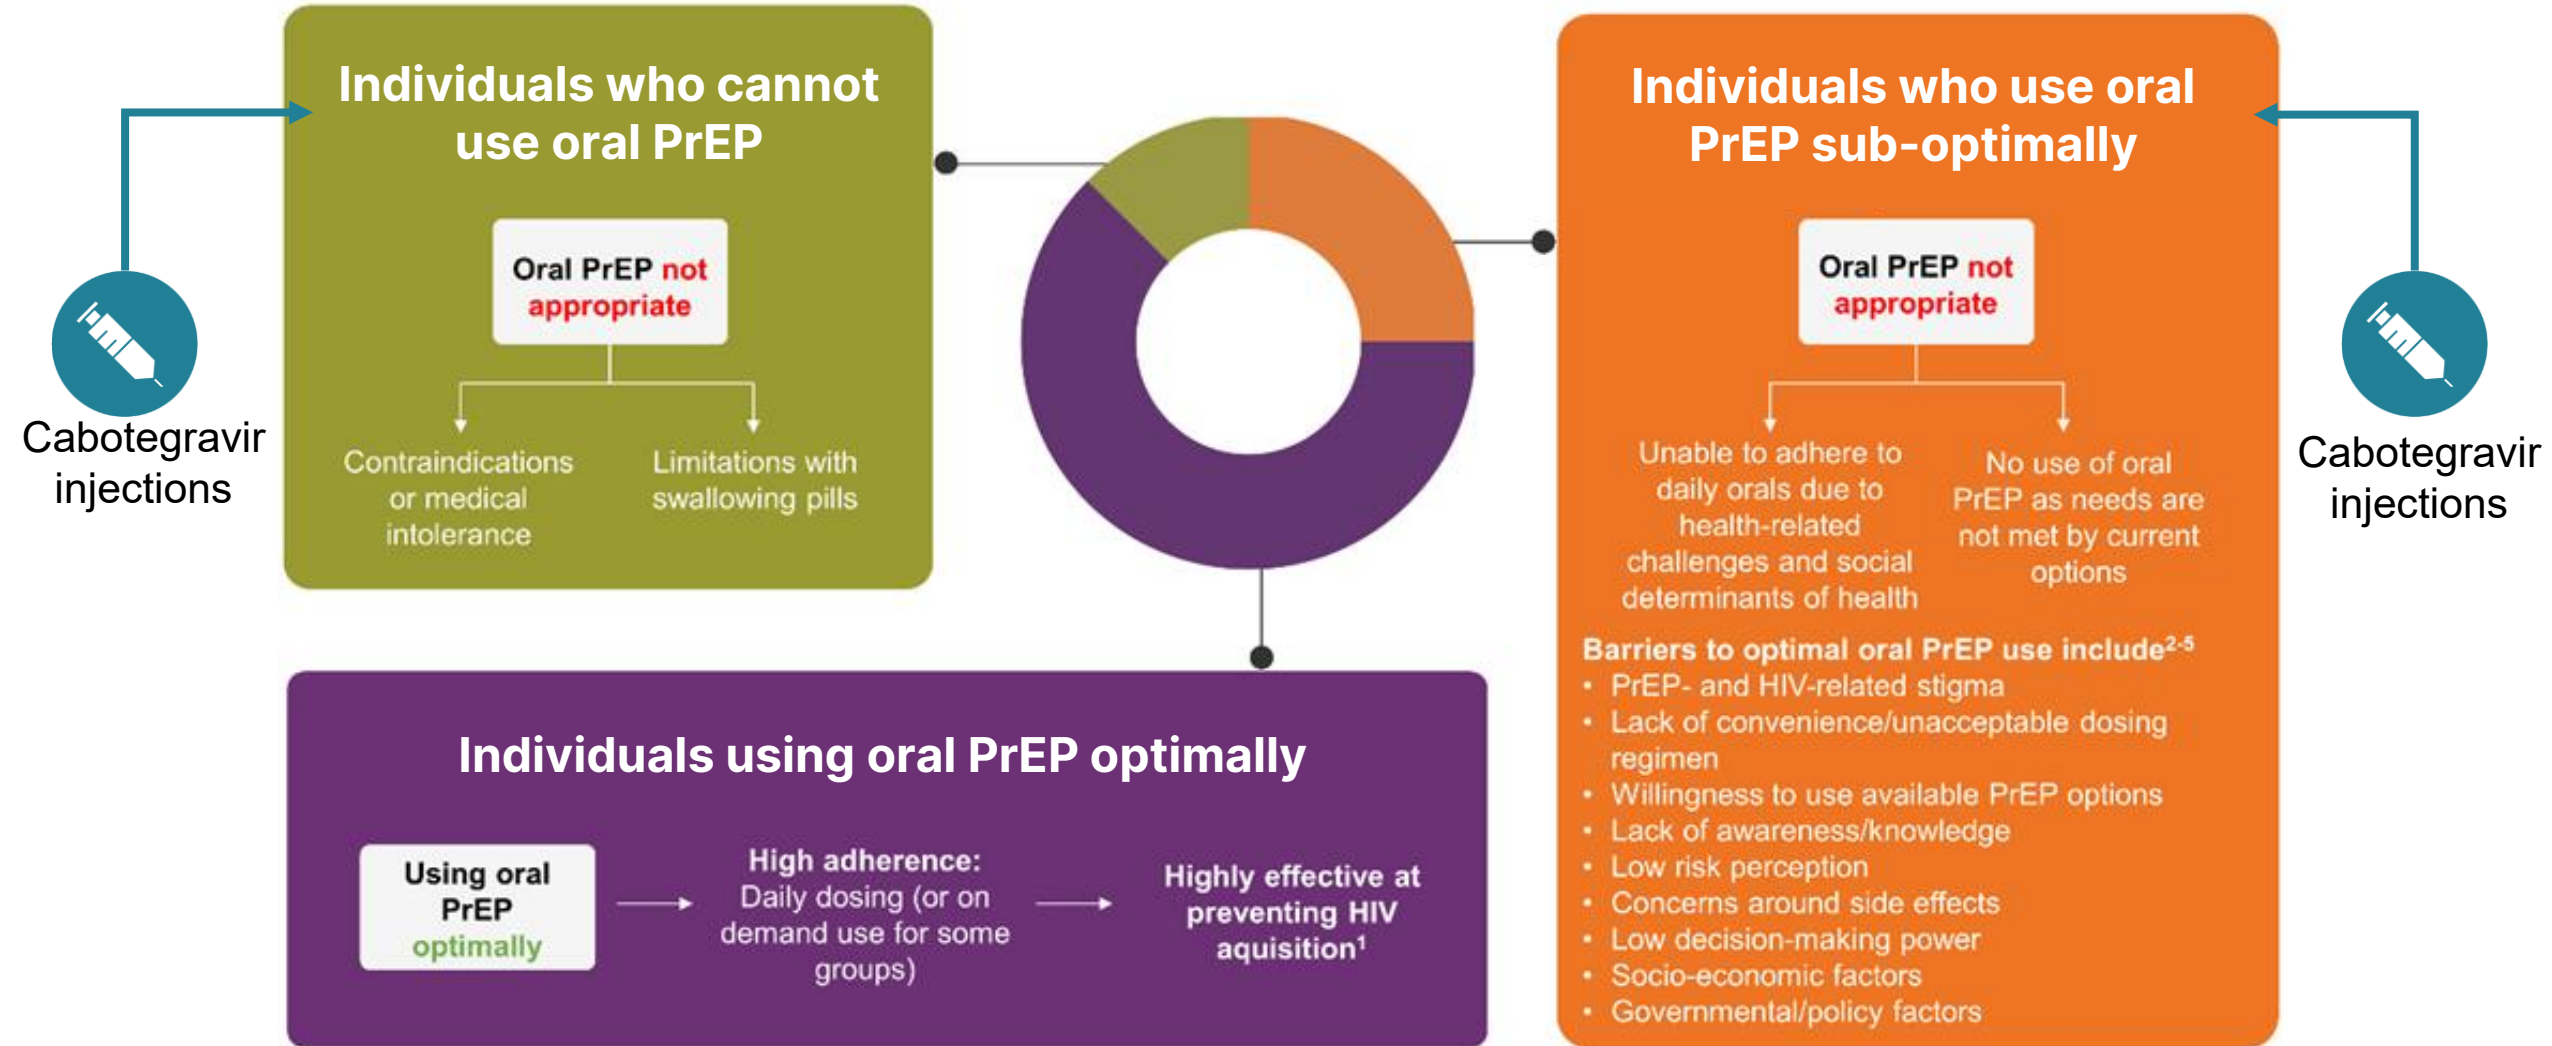 Individuals who cannot
use oral PrEP
Oral PrEP not
appropriate
Contraindications
or medical
intolerance
Limitations with
swallowing pills
Cabotegravir
injections
Individuals who use oral
PrEP sub-optimally
Oral PrEP not
appropriate
Unable to adhere to
daily orals due to
health-related
challenges and social
determinants of health
No use of oral
PrEP as needs are
not met by current
options
Barriers to optimal oral PrEP use include²⁻⁵
• PrEP- and HIV-related stigma
• Lack of convenience/unacceptable dosing
regimen
• Willingness to use available PrEP options
• Lack of awareness/knowledge
• Low risk perception
• Concerns around side effects
• Low decision-making power
• Socio-economic factors
• Governmental/policy factors
Cabotegravir
injections
Individuals using oral PrEP optimally
Using oral
PrEP
optimally
High adherence:
Daily dosing (or on
demand use for some
groups)
Highly effective at
preventing HIV
aquisition¹